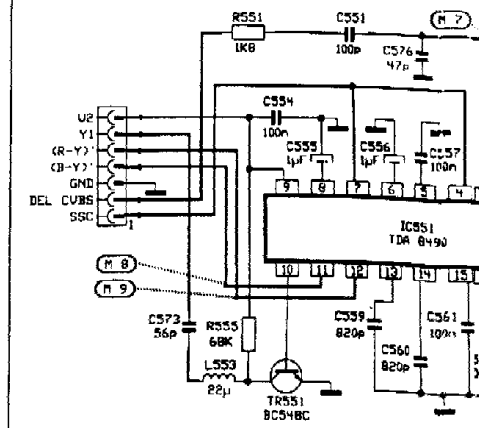 R551
1K8
C551
100p
M 7
C576
47p
U2
Y1
(R-Y)'
(B-Y)'
GND
DEL CVBS
SSC
1
C554
100n
C555
1µF
C556
1µF
C557
100n
9
8
7
6
5
4
IC551
TDA 8490
10
11
12
13
14
15
M 8
M 9
C573
56p
R555
68K
L553
22µ
TR551
BC548C
C559
820p
C560
820p
C561
100n